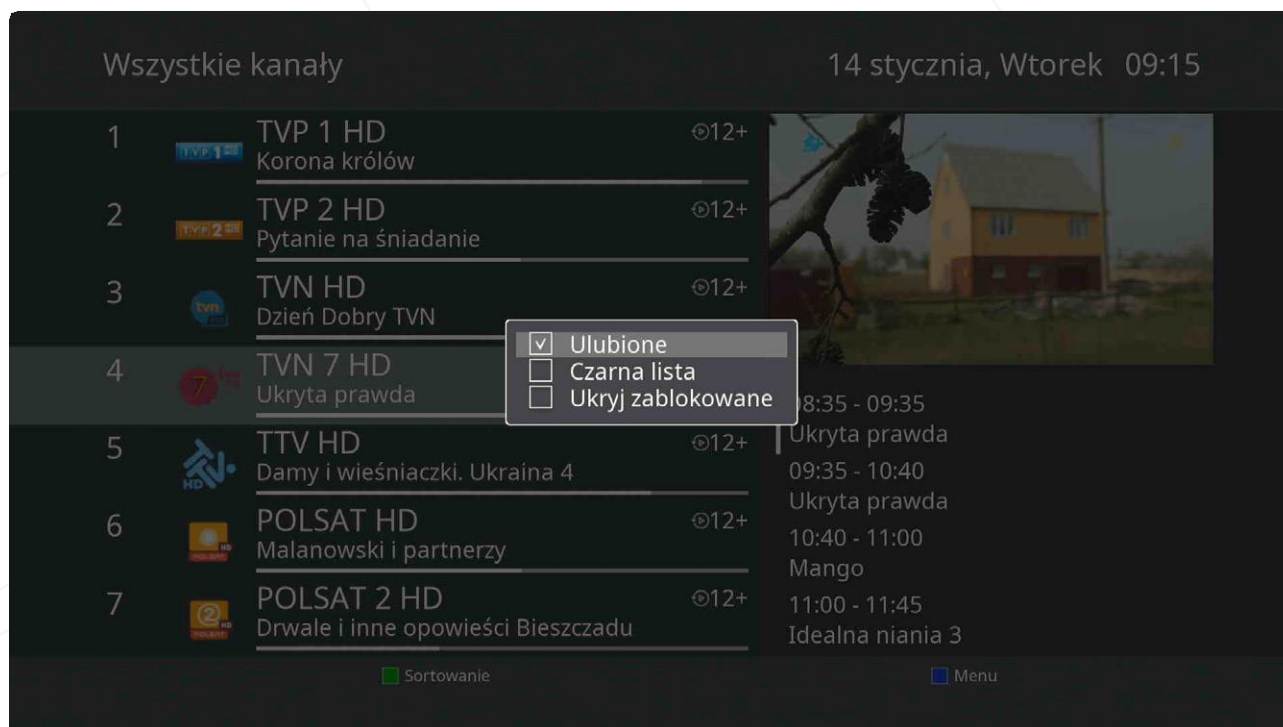 Wszystkie kanały
14 stycznia, Wtorek 09:15
1
TVP 1 HD
12+
Korona królów
2
TVP 2 HD
12+
Pytanie na śniadanie
3
tvn
TVN HD
12+
Dzień Dobry TVN
4
7
TVN 7 HD
Ukryta prawda
5
HD
TTV HD
12+
Damy i wieśniaczki. Ukraina 4
6
POLSAT HD
12+
Malanowski i partnerzy
7
2
POLSAT 2 HD
12+
Drwale i inne opowieści Bieszczadu
Ulubione
Czarna lista
Ukryj zablokowane
08:35 - 09:35
Ukryta prawda
09:35 - 10:40
Ukryta prawda
10:40 - 11:00
Mango
11:00 - 11:45
Idealna niania 3
Sortowanie
Menu